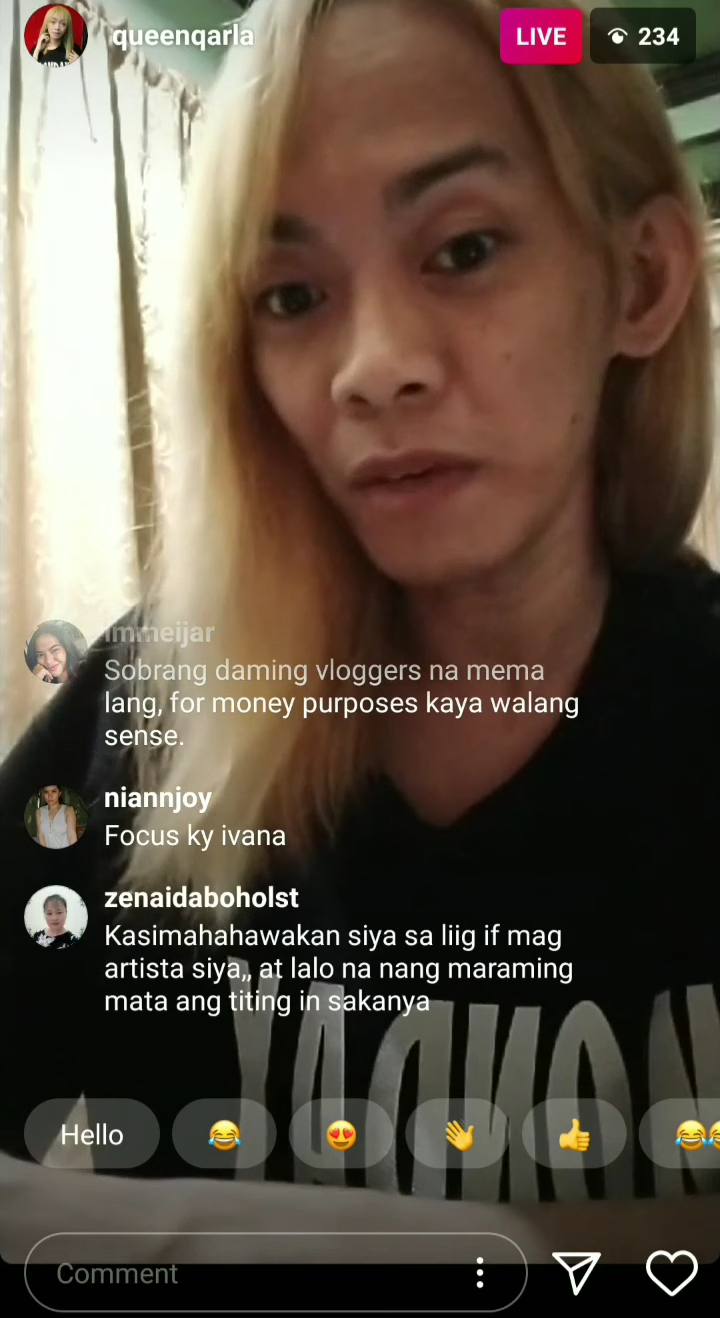 queenqarla
LIVE
234
immeijar
Sobrang daming vloggers na mema
lang, for money purposes kaya walang
sense.
niannjoy
Focus ky ivana
zenaidaboholst
Kasimahahawakan siya sa liig if mag
artista siya,, at lalo na nang maraming
mata ang titing in sakanya
Hello
Comment